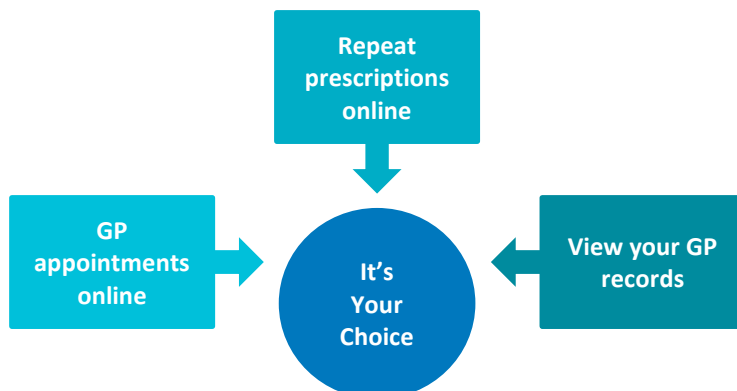 Repeat
prescriptions
online
GP
appointments
online
It's
Your
Choice
View your GP
records